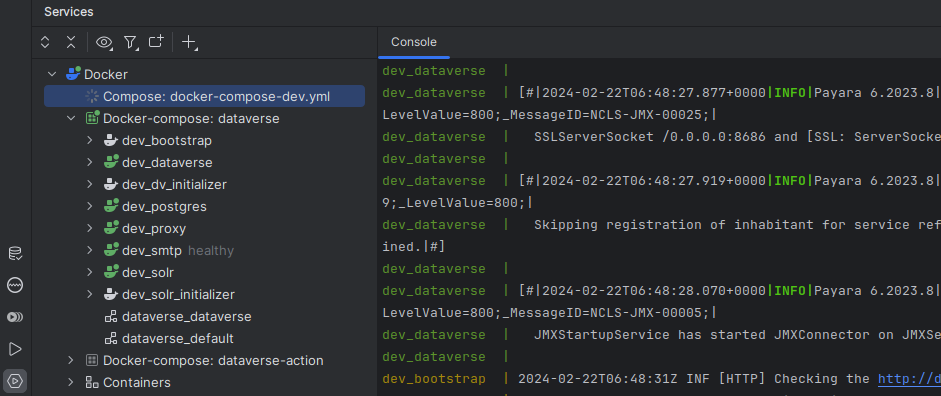 Services
Console
Docker
Compose: docker-compose-dev.yml
Docker-compose: dataverse
dev_bootstrap
dev_dataverse
dev_dv_initializer
dev_postgres
dev_proxy
dev_smtp healthy
dev_solr
dev_solr_initializer
dataverse_dataverse
dataverse_default
Docker-compose: dataverse-action
Containers
dev_dataverse |
dev_dataverse | [#|2024-02-22T06:48:27.877+0000|INFO|Payara 6.2023.8|
LevelValue=800;_MessageID=NCLS-JMX-00025;|
dev_dataverse | SSLServerSocket /0.0.0.0:8686 and [SSL: ServerSocke
dev_dataverse |
dev_dataverse | [#|2024-02-22T06:48:27.919+0000|INFO|Payara 6.2023.8|
9;_LevelValue=800;|
dev_dataverse | Skipping registration of inhabitant for service ref
ined.|#]
dev_dataverse |
dev_dataverse | [#|2024-02-22T06:48:28.070+0000|INFO|Payara 6.2023.8|
LevelValue=800;_MessageID=NCLS-JMX-00005;|
dev_dataverse | JMXStartupService has started JMXConnector on JMXSe
dev_dataverse |
dev_bootstrap | 2024-02-22T06:48:31Z INF [HTTP] Checking the http://d